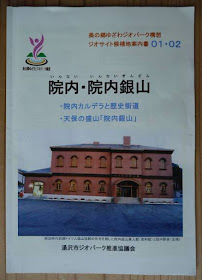 美の郷ゆざわジオパーク構想
ジオサイト候補地案内書 01・02
いんない いんないぎんざん
院内・院内銀山
・院内カルデラと歴史街道
・天保の盛山「院内銀山」
湯沢市ジオパーク推進協議会